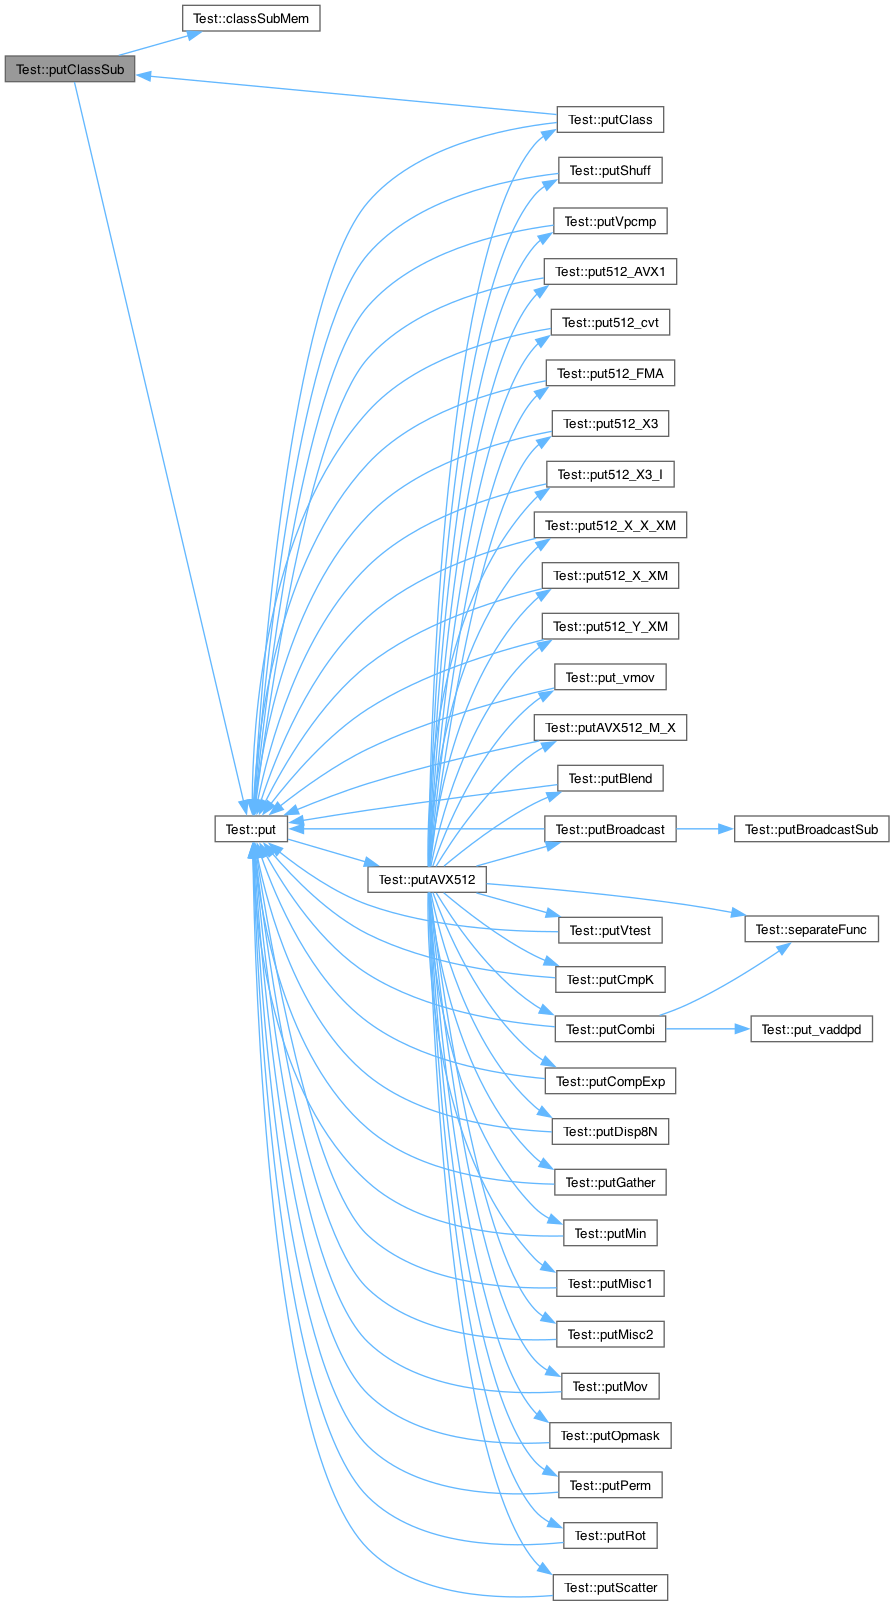 Test::classSubMem
Test::putClassSub
Test::putClass
Test::putShuff
Test::putVpcmp
Test::put512_AVX1
Test::put512_cvt
Test::put512_FMA
Test::put512_X3
Test::put512_X3_I
Test::put512_X_X_XM
Test::put512_X_XM
Test::put512_Y_XM
Test::put_vmov
Test::putAVX512_M_X
Test::putBlend
Test::put
Test::putBroadcast
Test::putBroadcastSub
Test::putAVX512
Test::putVtest
Test::separateFunc
Test::putCmpK
Test::putCombi
Test::put_vaddpd
Test::putCompExp
Test::putDisp8N
Test::putGather
Test::putMin
Test::putMisc1
Test::putMisc2
Test::putMov
Test::putOpmask
Test::putPerm
Test::putRot
Test::putScatter